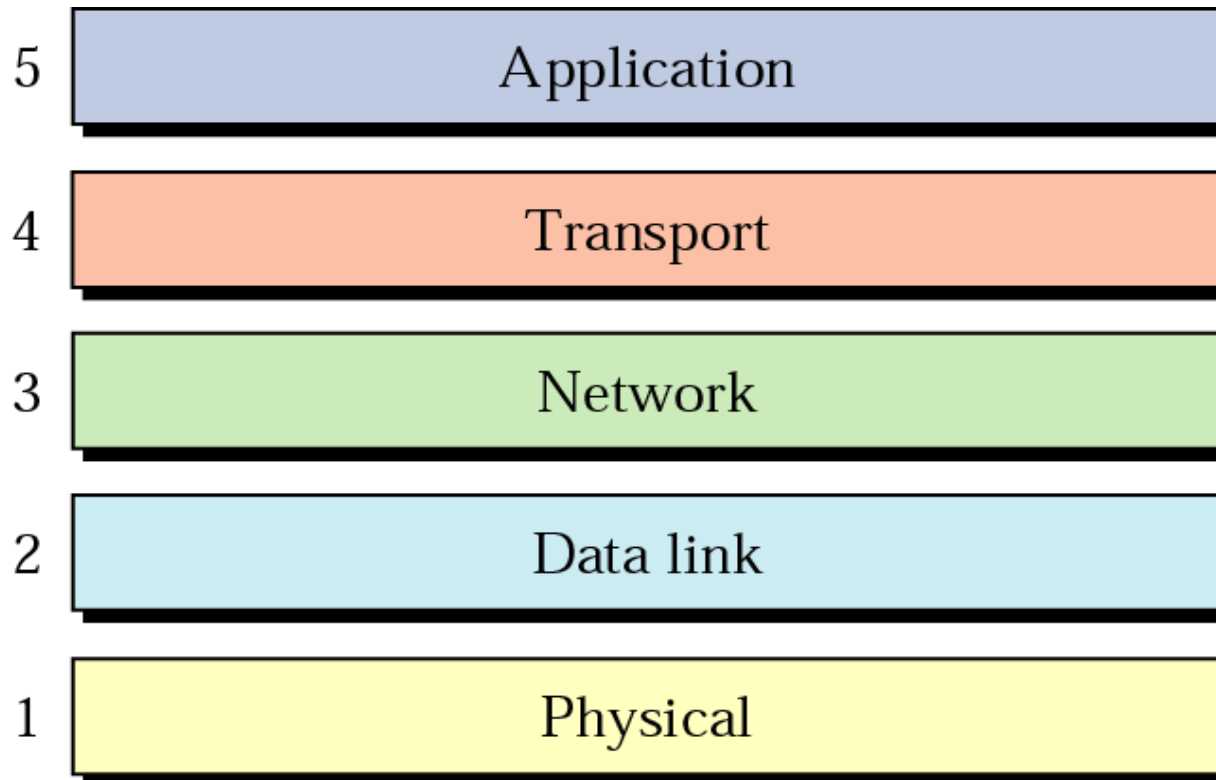 5 Application
4 Transport
3 Network
2 Data link
1 Physical